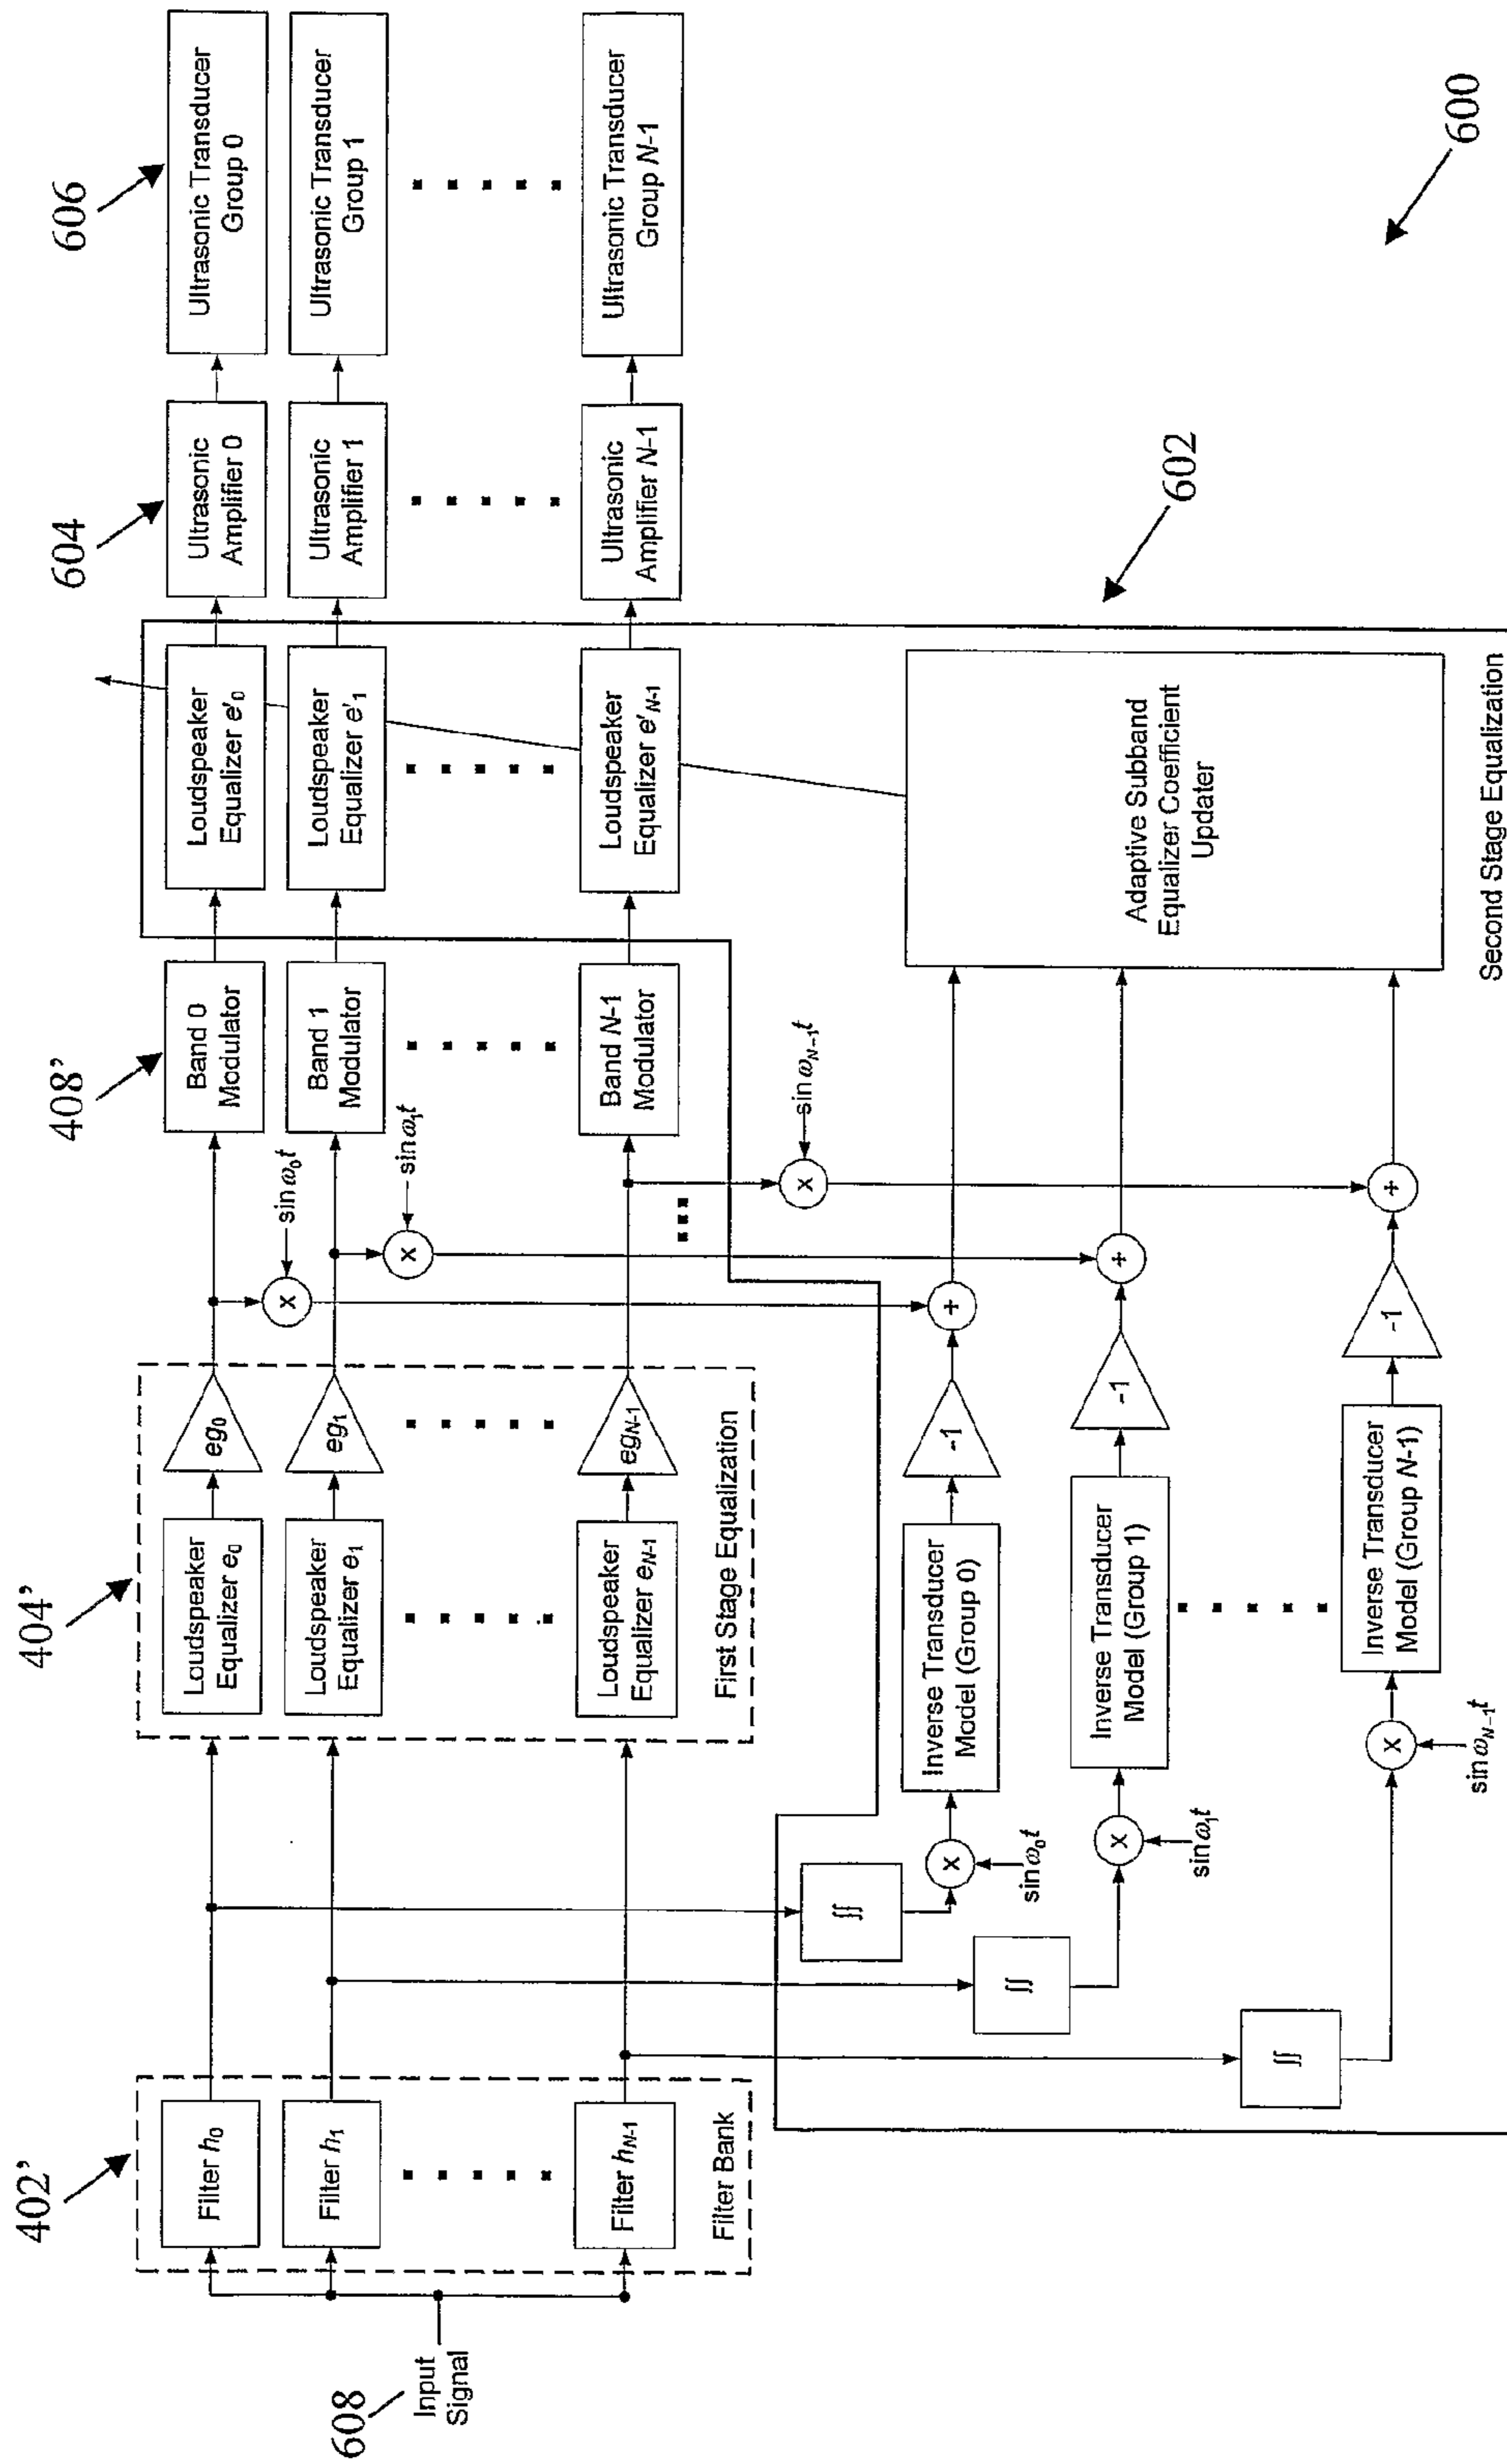 608
Input
Signal
402'
Filter h0
Filter h1
Filter hN-1
Filter Bank
404'
Loudspeaker
Equalizer e0
eg0
Loudspeaker
Equalizer e1
eg1
Loudspeaker
Equalizer eN-1
egN-1
First Stage Equalization
408'
Band 0
Modulator
Band 1
Modulator
Band N-1
Modulator
x
sin ω0t
x
sin ω1t
x
sin ωN-1t
Loudspeaker
Equalizer e'0
Loudspeaker
Equalizer e'1
Loudspeaker
Equalizer e'N-1
604
Ultrasonic
Amplifier 0
Ultrasonic
Amplifier 1
Ultrasonic
Amplifier N-1
606
Ultrasonic Transducer
Group 0
Ultrasonic Transducer
Group 1
Ultrasonic Transducer
Group N-1
∫∫
x
sin ω0t
Inverse Transducer
Model (Group 0)
-1
+
∫∫
x
sin ω1t
Inverse Transducer
Model (Group 1)
-1
+
∫∫
x
sin ωN-1t
Inverse Transducer
Model (Group N-1)
-1
+
Adaptive Subband
Equalizer Coefficient
Updater
Second Stage Equalization
602
600